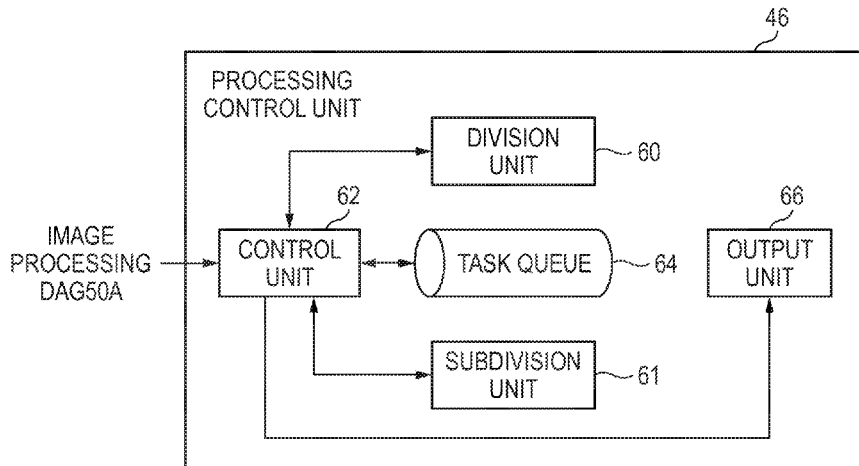 46
PROCESSING
CONTROL UNIT
DIVISION
UNIT
60
62
66
IMAGE
PROCESSING
DAG50A
CONTROL
UNIT
TASK QUEUE
64
OUTPUT
UNIT
SUBDIVISION
UNIT
61